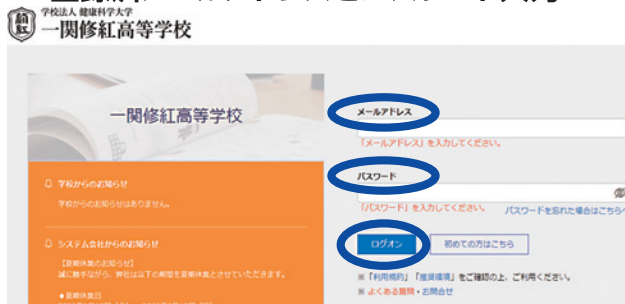 学校法人 健康科学大学
一関修紅高等学校
一関修紅高等学校
学校からのお知らせ
学校からのお知らせはありません。
システム会社からのお知らせ
【夏期休業のお知らせ】
誠に勝手ながら、弊社は以下の期間を夏期休業とさせていただきます。
◆夏期休業日
メールアドレス
「メールアドレス」を入力してください。
パスワード
「パスワード」を入力してください。
パスワードを忘れた場合はこちらへ
ログオン
初めての方はこちら
※「利用規約」「推奨環境」をご確認の上、ご利用ください。
※ よくある質問・お問合せ